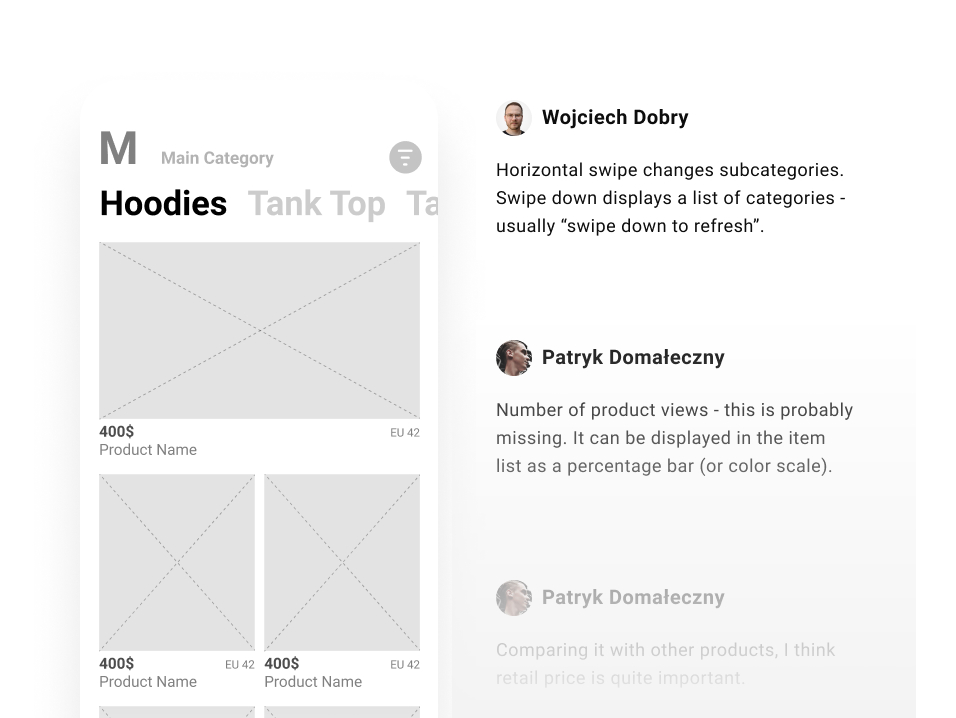 M Main Category
Hoodies Tank Top Ta
400$ EU 42
Product Name
400$ EU 42 400$ EU 42
Product Name Product Name
Wojciech Dobry
Horizontal swipe changes subcategories.
Swipe down displays a list of categories -
usually “swipe down to refresh”.
Patryk Domałeczny
Number of product views - this is probably
missing. It can be displayed in the item
list as a percentage bar (or color scale).
Patryk Domałeczny
Comparing it with other products, I think
retail price is quite important.